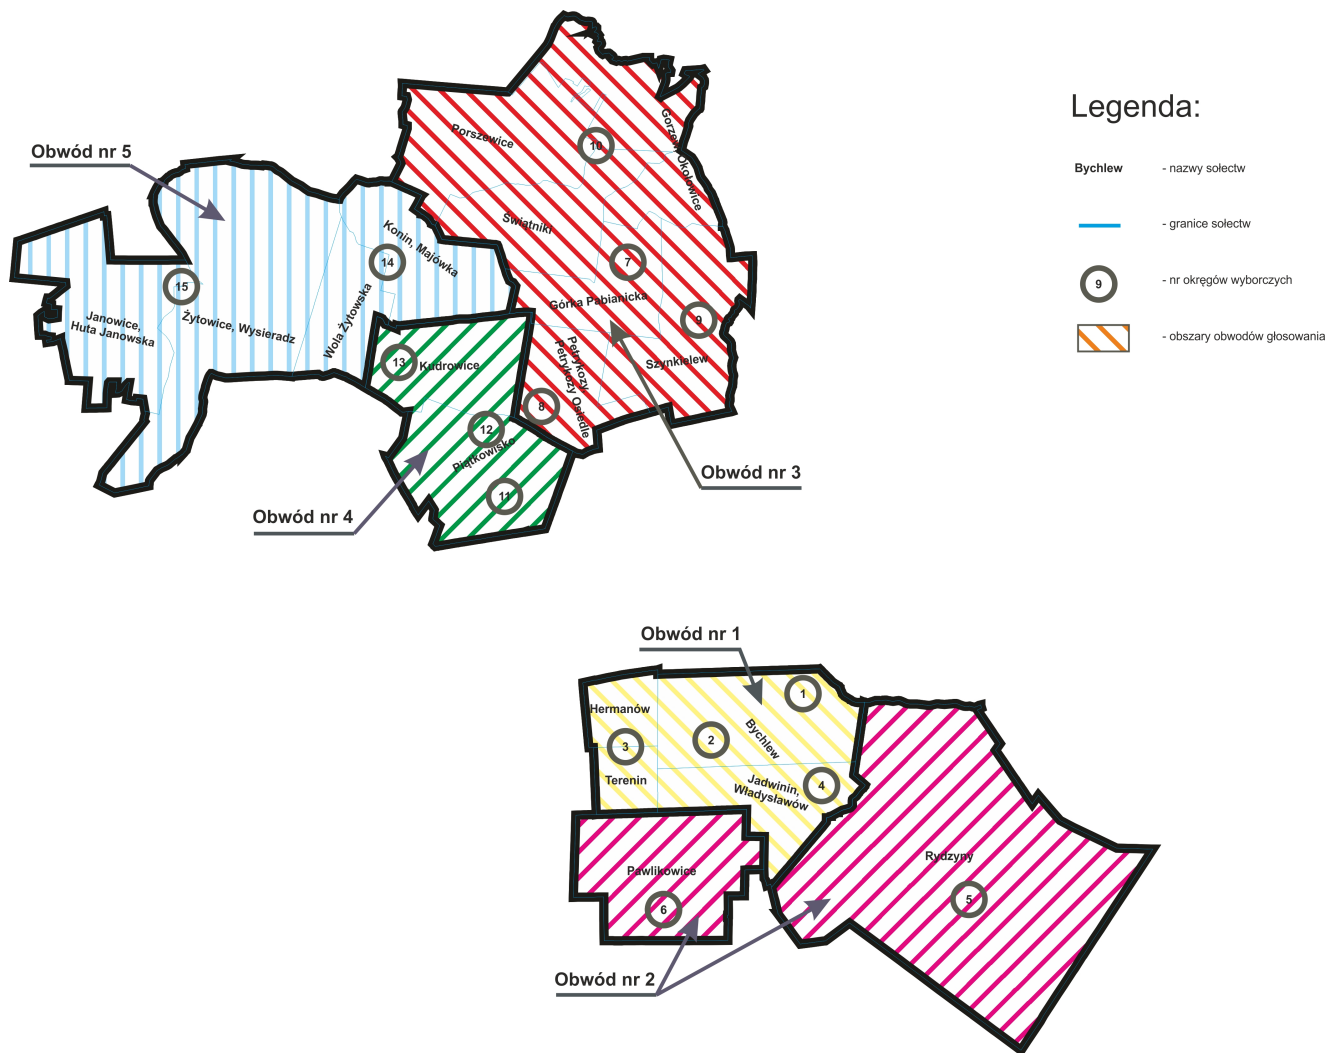 Legenda:
Bychlew
- nazwy sołectw
- granice sołectw
9
- nr okręgów wyborczych
- obszary obwodów głosowania
Obwód nr 5
Porszewice
10
Gorzew, Okołowice
Świątniki
Konin, Majówka
14
7
15
Górka Pabianicka
9
Janowice,
Huta Janowska
Żytowice, Wysieradz
Wola Żytowska
13
Kudrowice
Petrykozy
Petrykozy Osiedle
Szynkielew
8
12
Piątkowisko
11
Obwód nr 3
Obwód nr 4
Obwód nr 1
1
Hermanów
3
2
Bychlew
Terenin
Jadwinin,
Władysławów
4
Rydzyny
Pawlikowice
5
6
Obwód nr 2